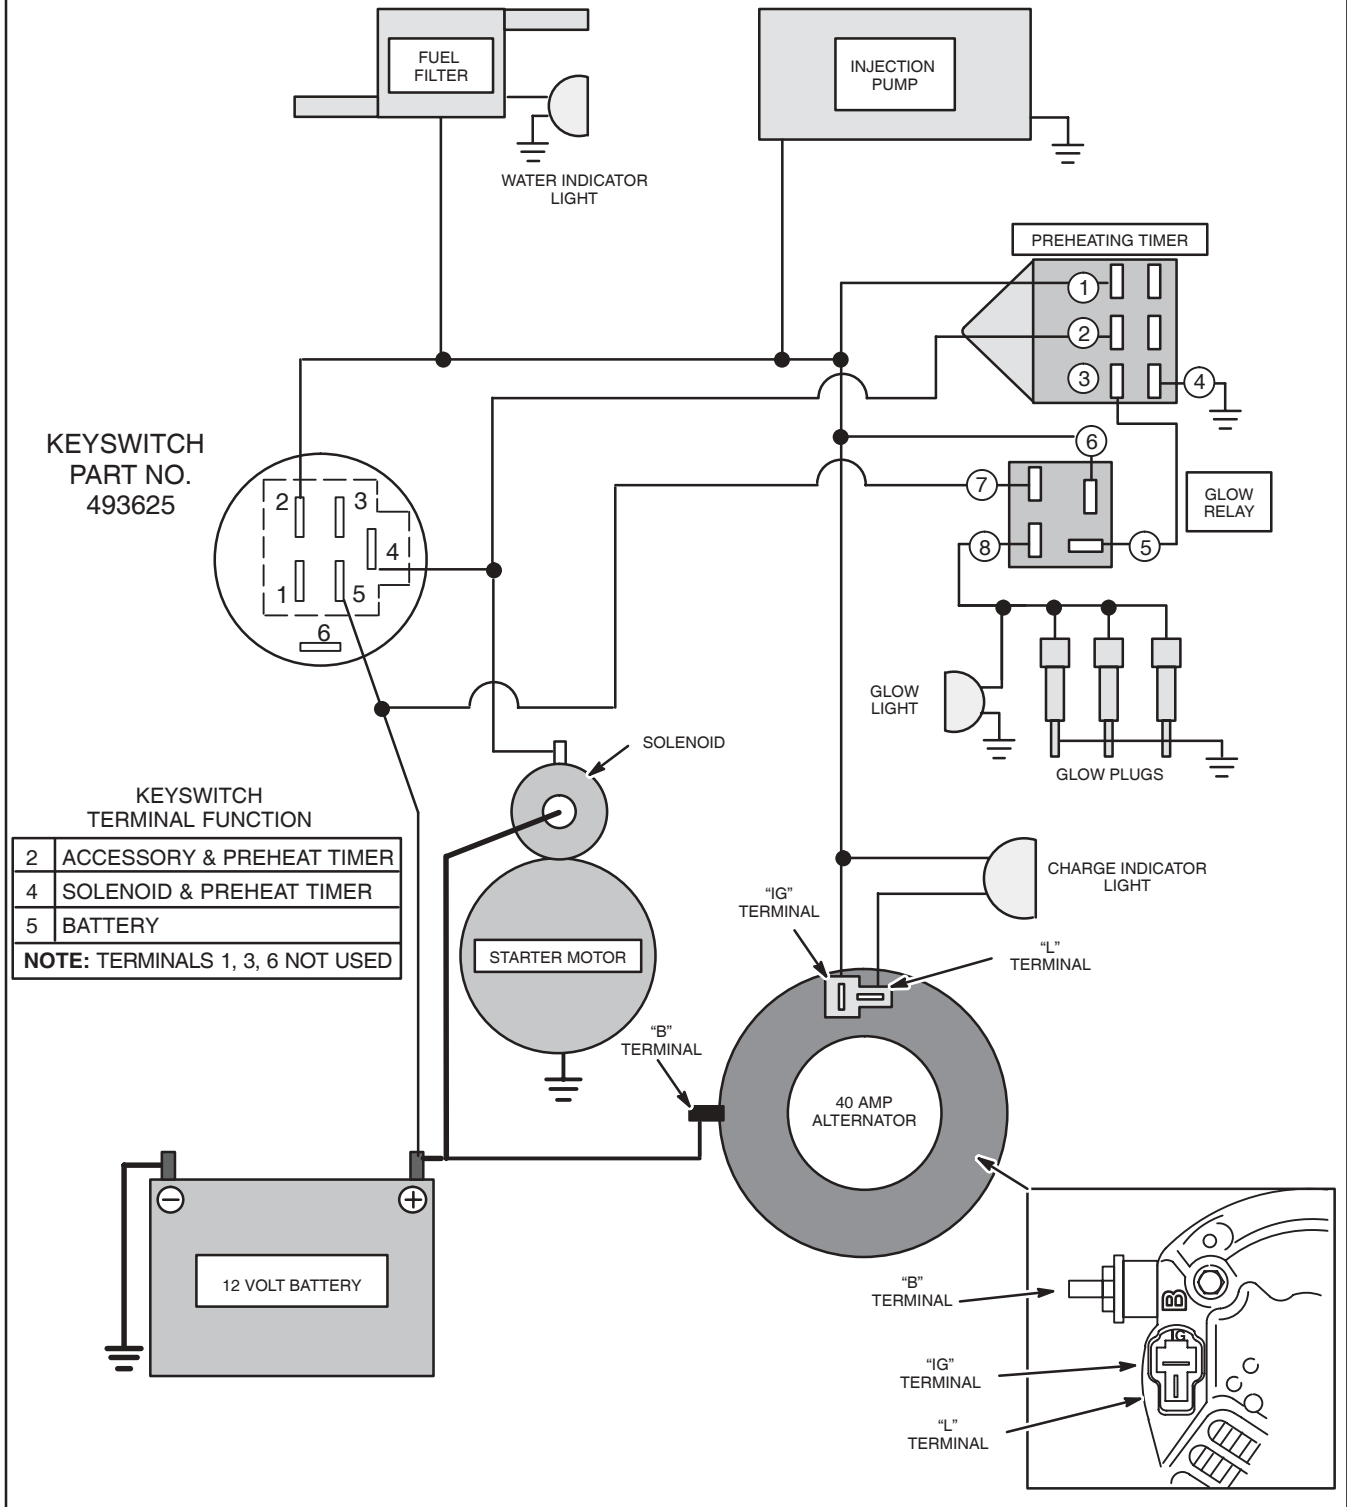 FUEL
FILTER
INJECTION
PUMP
WATER INDICATOR
LIGHT
PREHEATING TIMER
1
2
3
4
KEYSWITCH
PART NO.
493625
2
3
4
1
5
6
6
7
GLOW
RELAY
8
5
GLOW
LIGHT
GLOW PLUGS
SOLENOID
KEYSWITCH
TERMINAL FUNCTION
2 ACCESSORY & PREHEAT TIMER
4 SOLENOID & PREHEAT TIMER
5 BATTERY
NOTE: TERMINALS 1, 3, 6 NOT USED
CHARGE INDICATOR
LIGHT
“IG”
TERMINAL
“L”
TERMINAL
STARTER MOTOR
“B”
TERMINAL
40 AMP
ALTERNATOR
−
+
12 VOLT BATTERY
“B”
TERMINAL
B
IG
“IG”
TERMINAL
“L”
TERMINAL